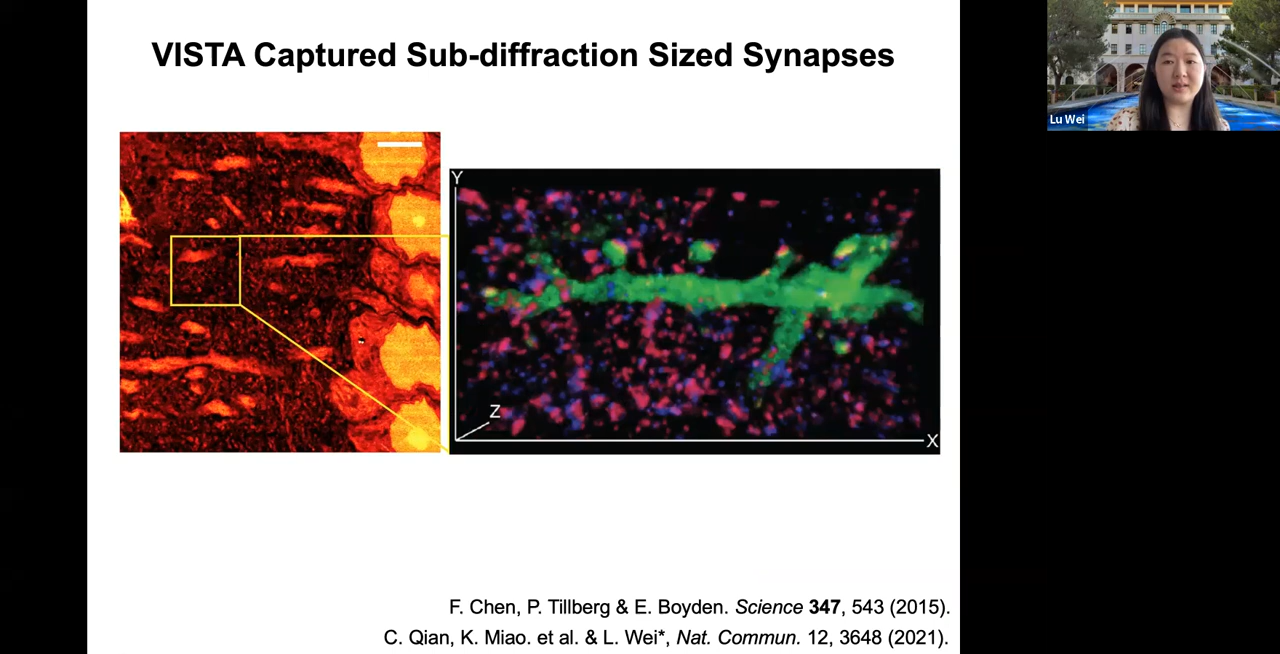 VISTA Captured Sub-diffraction Sized Synapses
Lu Wei
Y
Z
X
F. Chen, P. Tillberg & E. Boyden. Science 347, 543 (2015).
C. Qian, K. Miao. et al. & L. Wei*, Nat. Commun. 12, 3648 (2021).